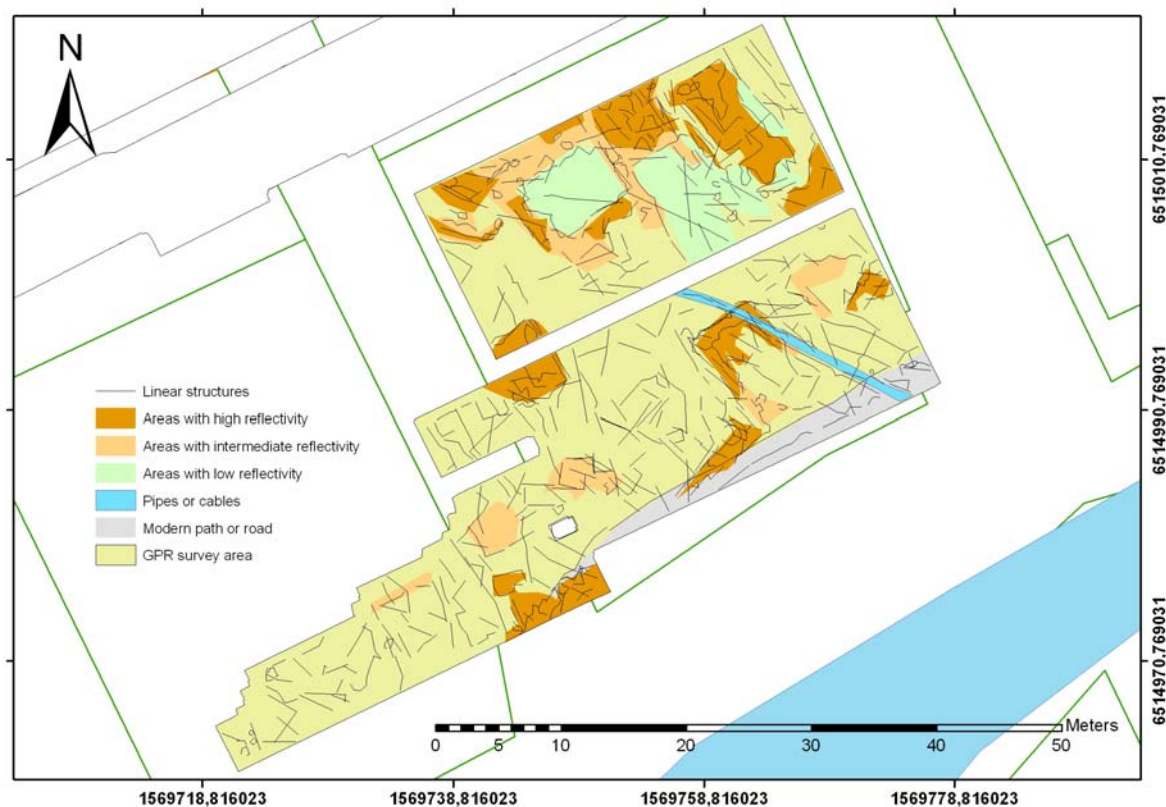 N
Linear structures
Areas with high reflectivity
Areas with intermediate reflectivity
Areas with low reflectivity
Pipes or cables
Modern path or road
GPR survey area
6515010,769031
6514990,769031
6514970,769031
Meters
0 5 10 20 30 40 50
1569718,816023 1569738,816023 1569758,816023 1569778,816023